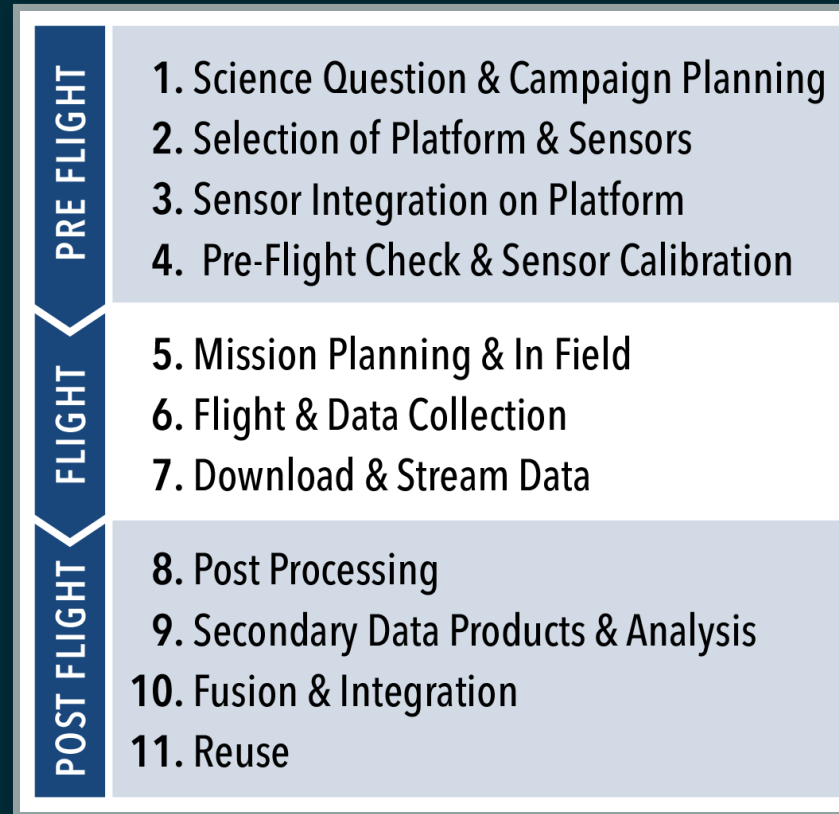 PRE FLIGHT
1. Science Question & Campaign Planning
2. Selection of Platform & Sensors
3. Sensor Integration on Platform
4. Pre-Flight Check & Sensor Calibration
FLIGHT
5. Mission Planning & In Field
6. Flight & Data Collection
7. Download & Stream Data
POST FLIGHT
8. Post Processing
9. Secondary Data Products & Analysis
10. Fusion & Integration
11. Reuse